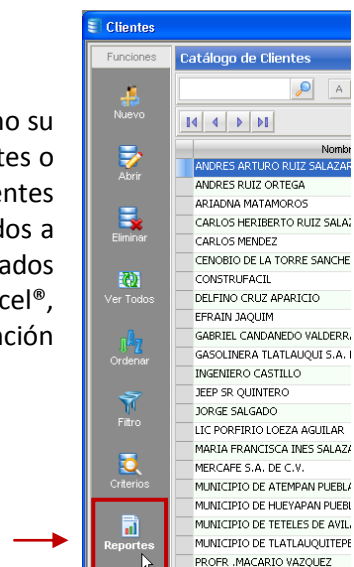 no su
tes o
entes
dos a
ados
cel®,
ación
Clientes
Funciones
Nuevo
Abrir
Eliminar
Ver Todos
Ordenar
Filtro
Criterios
Reportes
Catálogo de Clientes
A
Nombr
ANDRES ARTURO RUIZ SALAZAR
ANDRES RUIZ ORTEGA
ARIADNA MATAMOROS
CARLOS HERIBERTO RUIZ SALAZ
CARLOS MENDEZ
CENOBIO DE LA TORRE SANCHE
CONSTRUFACIL
DELFINO CRUZ APARICIO
EFRAIN JAQUIM
GABRIEL CANDANEDO VALDERRA
GASOLINERA TLATLAUQUI S.A.
INGENIERO CASTILLO
JEEP SR QUINTERO
JORGE SALGADO
LIC PORFIRIO LOEZA AGUILAR
MARIA FRANCISCA INES SALAZA
MERCAFE S.A. DE C.V.
MUNICIPIO DE ATEMPAN PUEBLA
MUNICIPIO DE HUEYAPAN PUEBL
MUNICIPIO DE TETELES DE AVILA
MUNICIPIO DE TLATLAUQUITEPE
PROFR .MACARIO VAZQUEZ